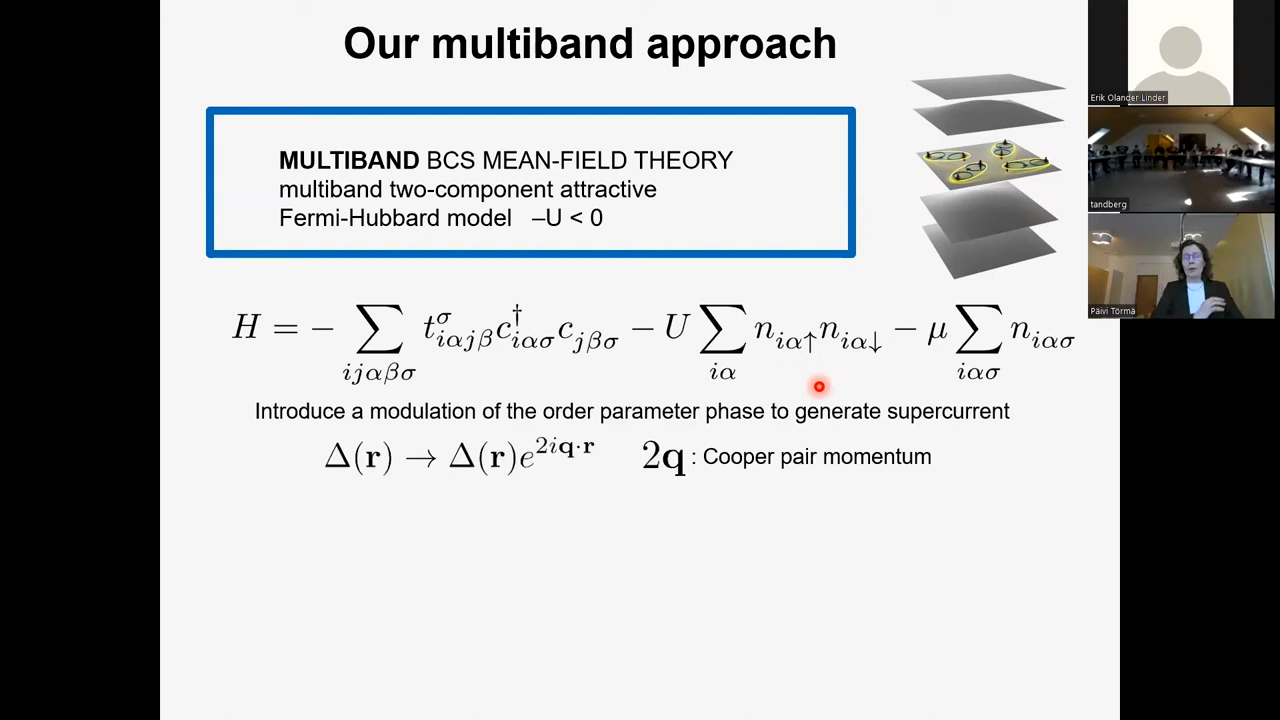 Our multiband approach
MULTIBAND BCS MEAN-FIELD THEORY
multiband two-component attractive
Fermi-Hubbard model –U < 0
H = − ∑_{ijαβσ} t^σ_{iαjβ} c†_{iασ} c_{jβσ} − U ∑_{iα} n_{iα↑} n_{iα↓} − μ ∑_{iασ} n_{iασ}
Introduce a modulation of the order parameter phase to generate supercurrent
Δ(r) → Δ(r)e^{2iq·r} 2q : Cooper pair momentum
Erik Olander Linder
tandberg
Päivi Törmä